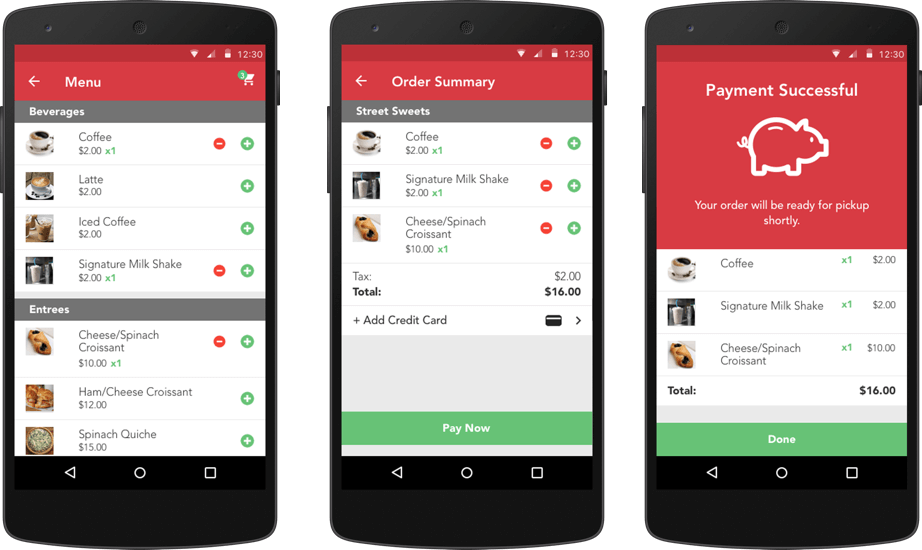 12:30
Menu
3
Beverages
Coffee
$2.00 x1
Latte
$2.00
Iced Coffee
$2.00
Signature Milk Shake
$2.00 x1
Entrees
Cheese/Spinach
Croissant
$10.00 x1
Ham/Cheese Croissant
$12.00
Spinach Quiche
$15.00
12:30
Order Summary
Street Sweets
Coffee
$2.00 x1
Signature Milk Shake
$2.00 x1
Cheese/Spinach
Croissant
$10.00 x1
Tax: $2.00
Total: $16.00
+ Add Credit Card
Pay Now
12:30
Payment Successful
Your order will be ready for pickup
shortly.
Coffee x1 $2.00
Signature Milk Shake x1 $2.00
Cheese/Spinach x1 $10.00
Croissant
Total: $16.00
Done